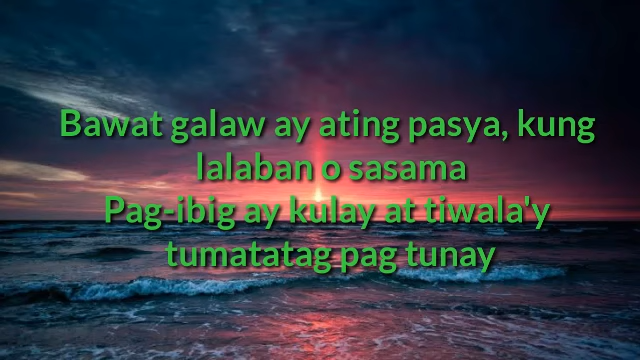 Bawat galaw ay ating pasya, kung
lalaban o sasama
Pag-ibig ay kulay at tiwala'y
tumatatag pag tunay